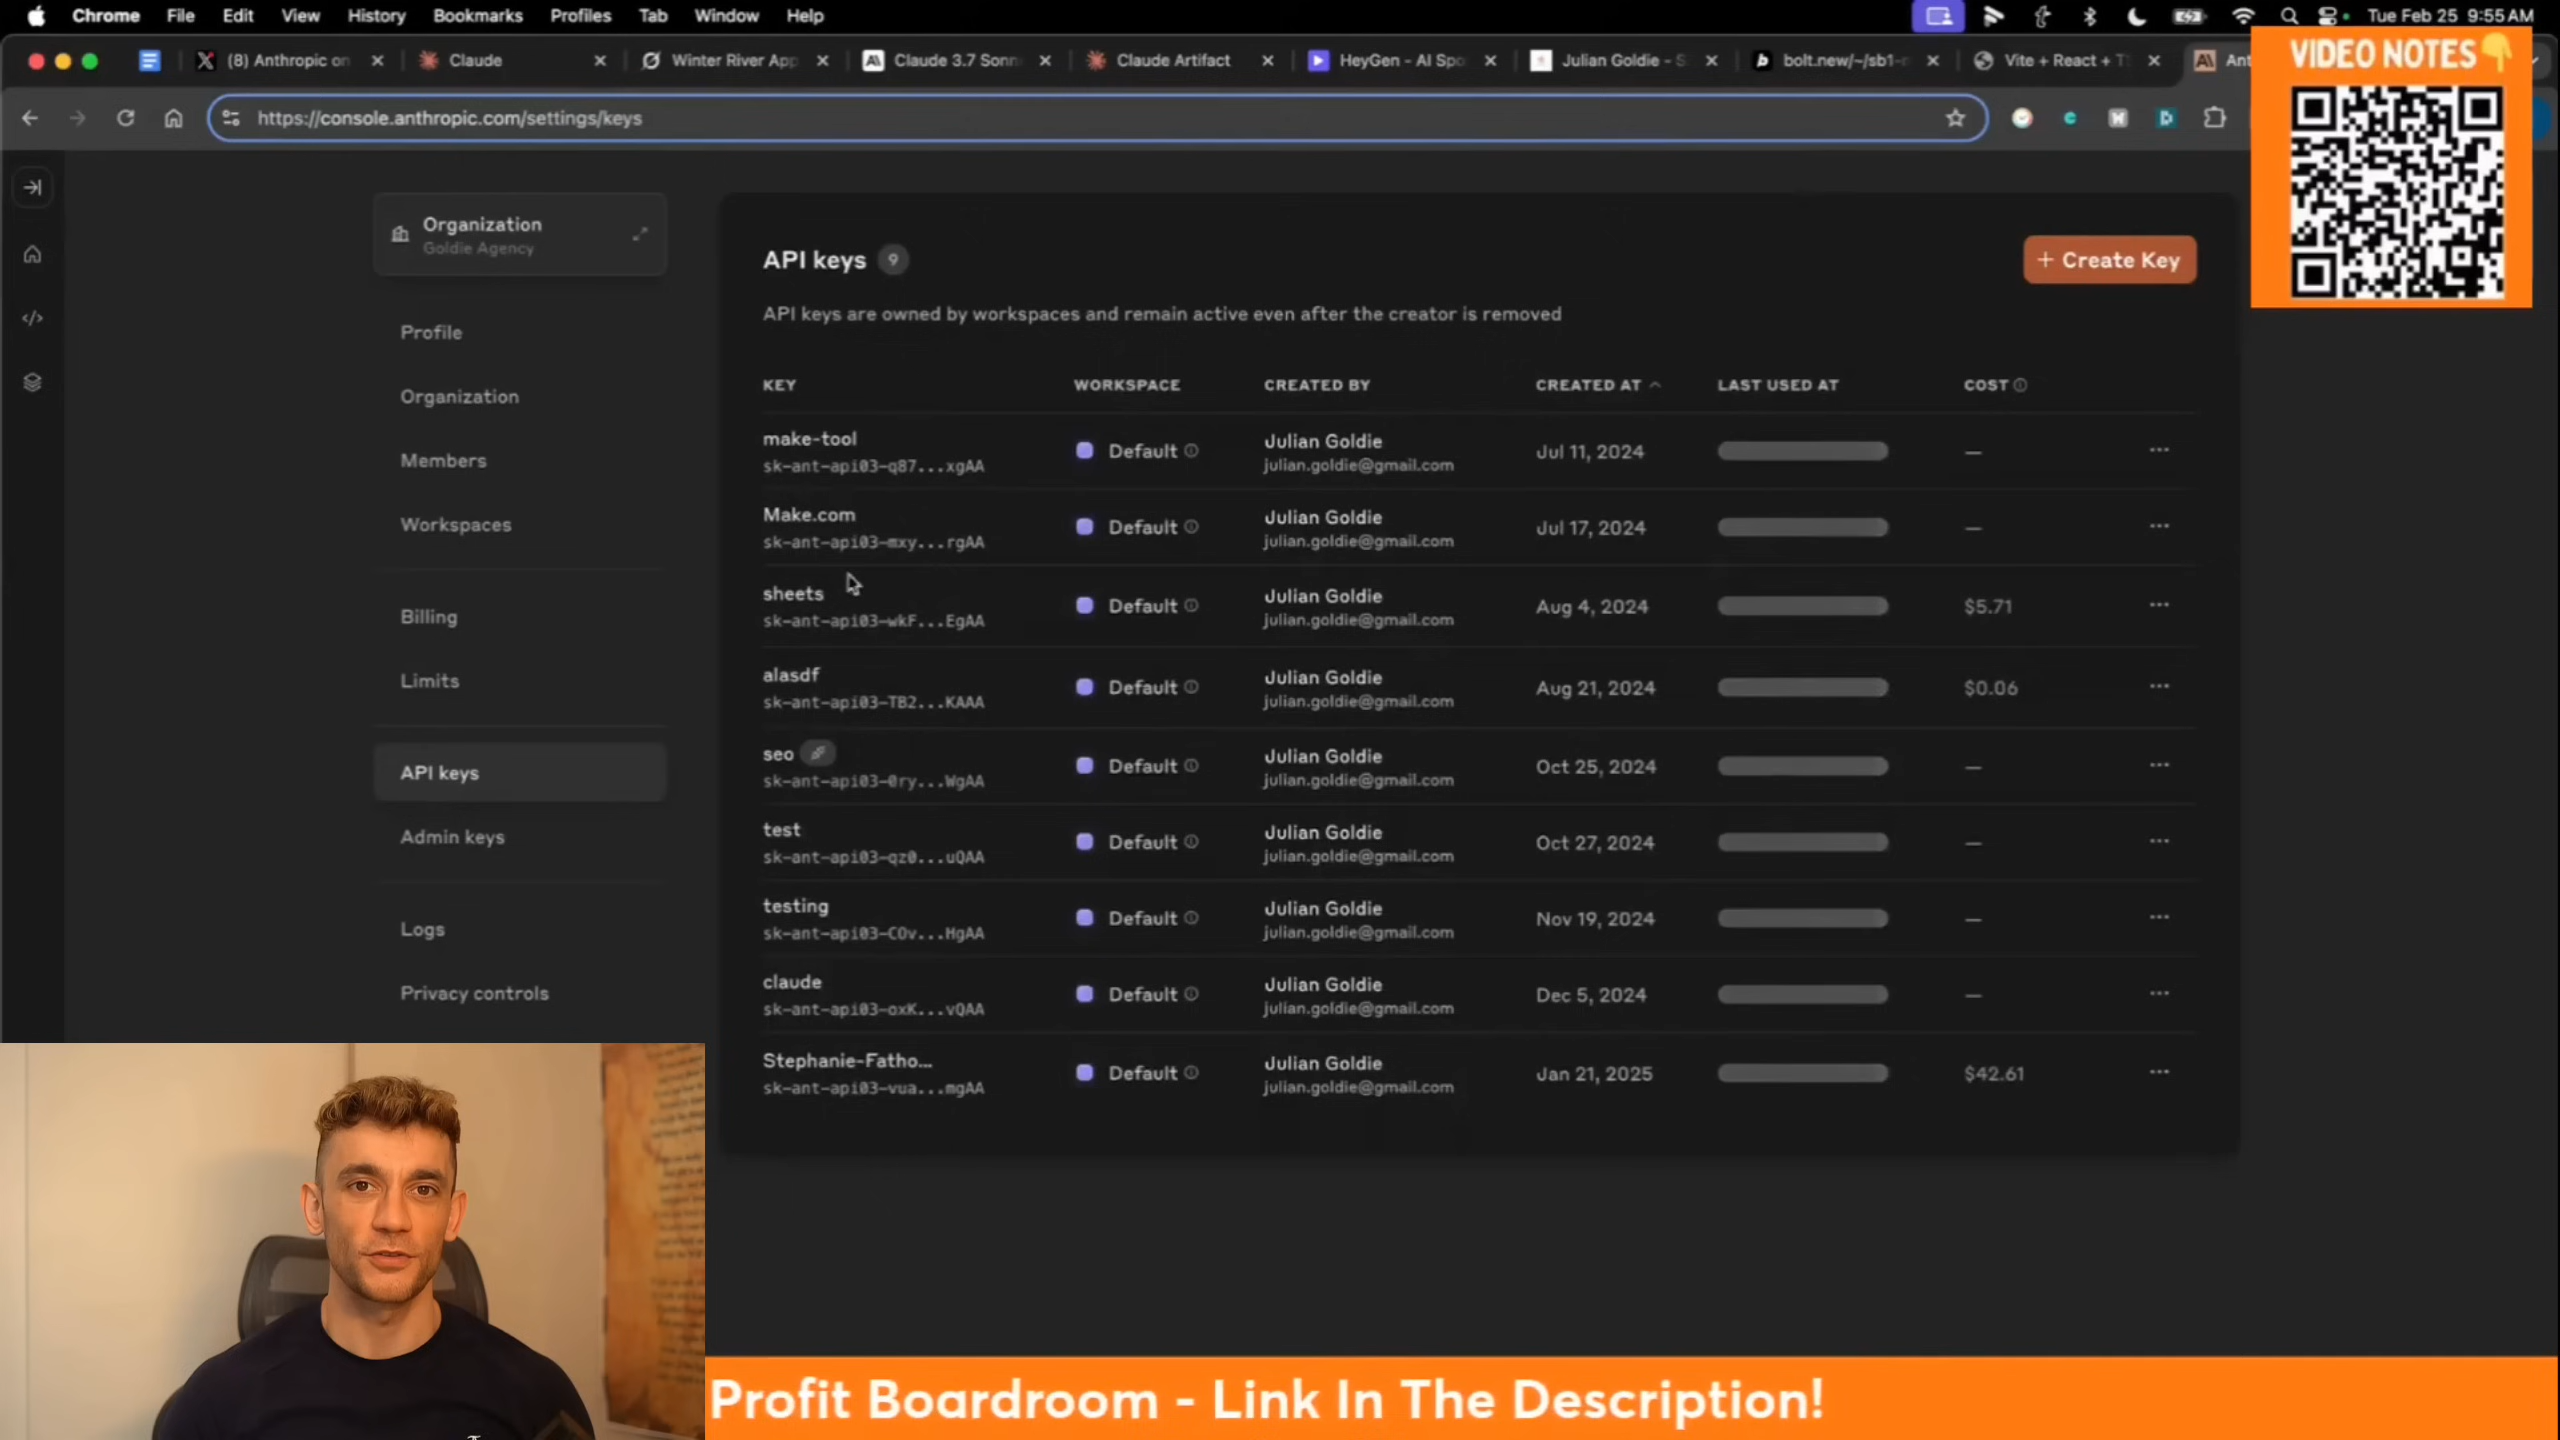 Chrome File Edit View History Bookmarks Profiles Tab Window Help
Tue Feb 25 9:55 AM
(8) Anthropic on
Claude
Winter River App
Claude 3.7 Sonn
Claude Artifact
HeyGen - AI Spo
Julian Goldie - S
bolt.new/~/sb1-
Vite + React + T
Ant
https://console.anthropic.com/settings/keys
VIDEO NOTES👇
Organization
Goldie Agency
Profile
Organization
Members
Workspaces
Billing
Limits
API keys
Admin keys
Logs
Privacy controls
API keys 9
+ Create Key
API keys are owned by workspaces and remain active even after the creator is removed
KEY WORKSPACE CREATED BY CREATED AT LAST USED AT COST
make-tool
sk-ant-api03-q87...xgAA
Default
Julian Goldie
julian.goldie@gmail.com
Jul 11, 2024
—
Make.com
sk-ant-api03-mxy...rgAA
Default
Julian Goldie
julian.goldie@gmail.com
Jul 17, 2024
—
sheets
sk-ant-api03-wkF...EgAA
Default
Julian Goldie
julian.goldie@gmail.com
Aug 4, 2024
$5.71
alasdf
sk-ant-api03-TB2...KAAA
Default
Julian Goldie
julian.goldie@gmail.com
Aug 21, 2024
$0.06
seo
sk-ant-api03-0ry...WgAA
Default
Julian Goldie
julian.goldie@gmail.com
Oct 25, 2024
—
test
sk-ant-api03-qz0...uQAA
Default
Julian Goldie
julian.goldie@gmail.com
Oct 27, 2024
—
testing
sk-ant-api03-COv...HgAA
Default
Julian Goldie
julian.goldie@gmail.com
Nov 19, 2024
—
claude
sk-ant-api03-oxK...vQAA
Default
Julian Goldie
julian.goldie@gmail.com
Dec 5, 2024
—
Stephanie-Fatho...
sk-ant-api03-vua...mgAA
Default
Julian Goldie
julian.goldie@gmail.com
Jan 21, 2025
$42.61
Profit Boardroom - Link In The Description!